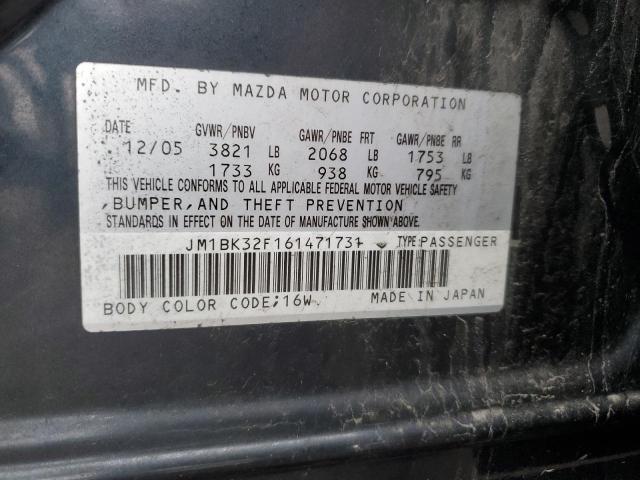 MFD. BY MAZDA MOTOR CORPORATION
DATE GVWR/PNBV GAWR/PNBE FRT GAWR/PNBE RR
12/05 3821 LB 2068 LB 1753 LB
1733 KG 938 KG 795 KG
THIS VEHICLE CONFORMS TO ALL APPLICABLE FEDERAL MOTOR VEHICLE SAFETY
,BUMPER,AND THEFT PREVENTION
STANDARDS IN EFFECT ON THE DATE OF MANUFACTURE SHOWN ABOVE.
JM1BK32F161471731 TYPE:PASSENGER
BODY COLOR CODE;16W MADE IN JAPAN